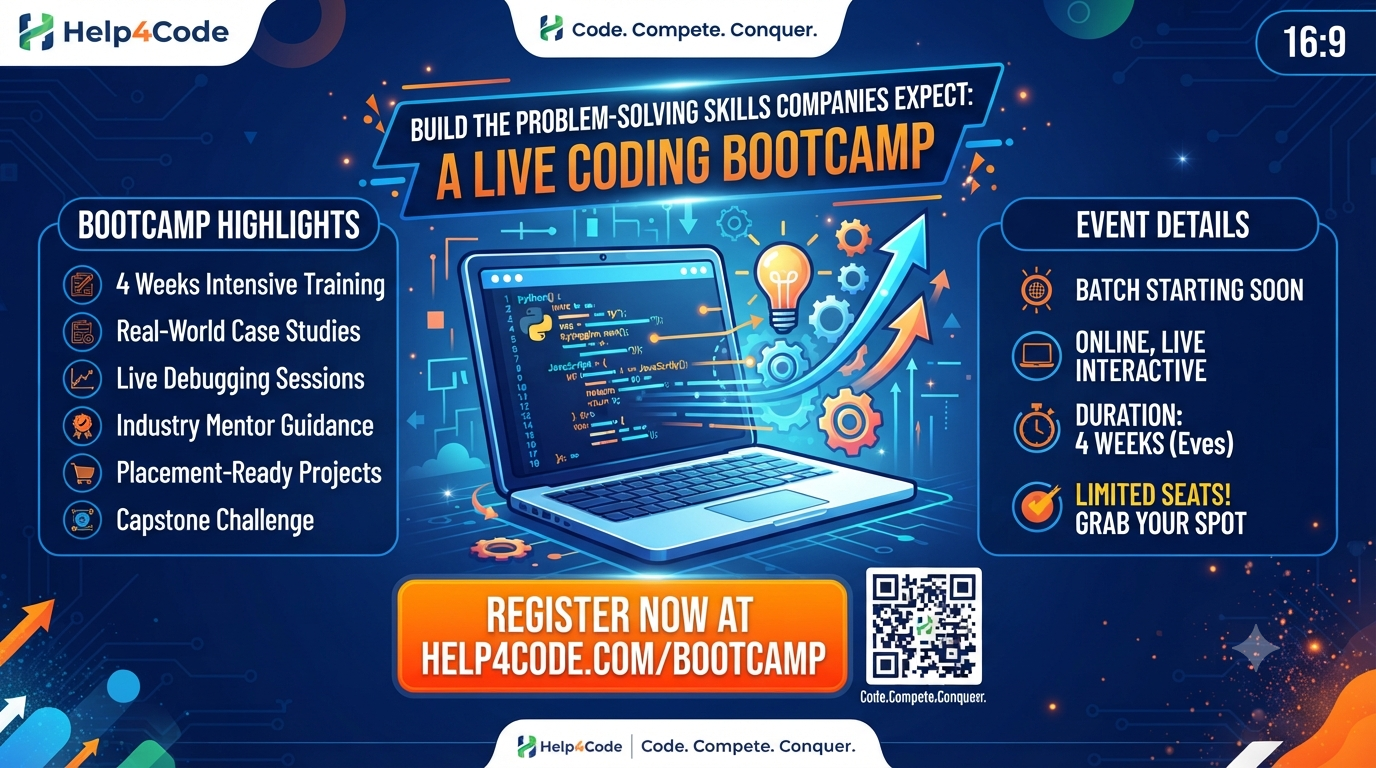 Help4Code
Code. Compete. Conquer.
16:9
BUILD THE PROBLEM-SOLVING SKILLS COMPANIES EXPECT:
A LIVE CODING BOOTCAMP
BOOTCAMP HIGHLIGHTS
4 Weeks Intensive Training
Real-World Case Studies
Live Debugging Sessions
Industry Mentor Guidance
Placement-Ready Projects
Capstone Challenge
EVENT DETAILS
BATCH STARTING SOON
ONLINE, LIVE
INTERACTIVE
DURATION:
4 WEEKS (Eves)
LIMITED SEATS!
GRAB YOUR SPOT
REGISTER NOW AT
HELP4CODE.COM/BOOTCAMP
Code.Compete.Conquer.
Help4Code | Code. Compete. Conquer.